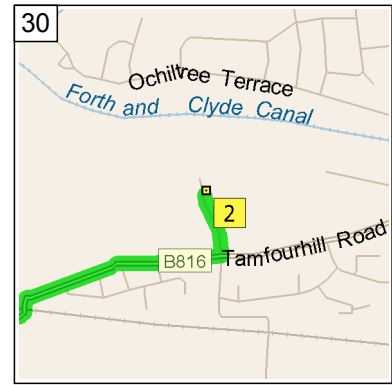 30
Ochiltree Terrace
Forth and Clyde Canal
2
Tamfourhill Road
B816